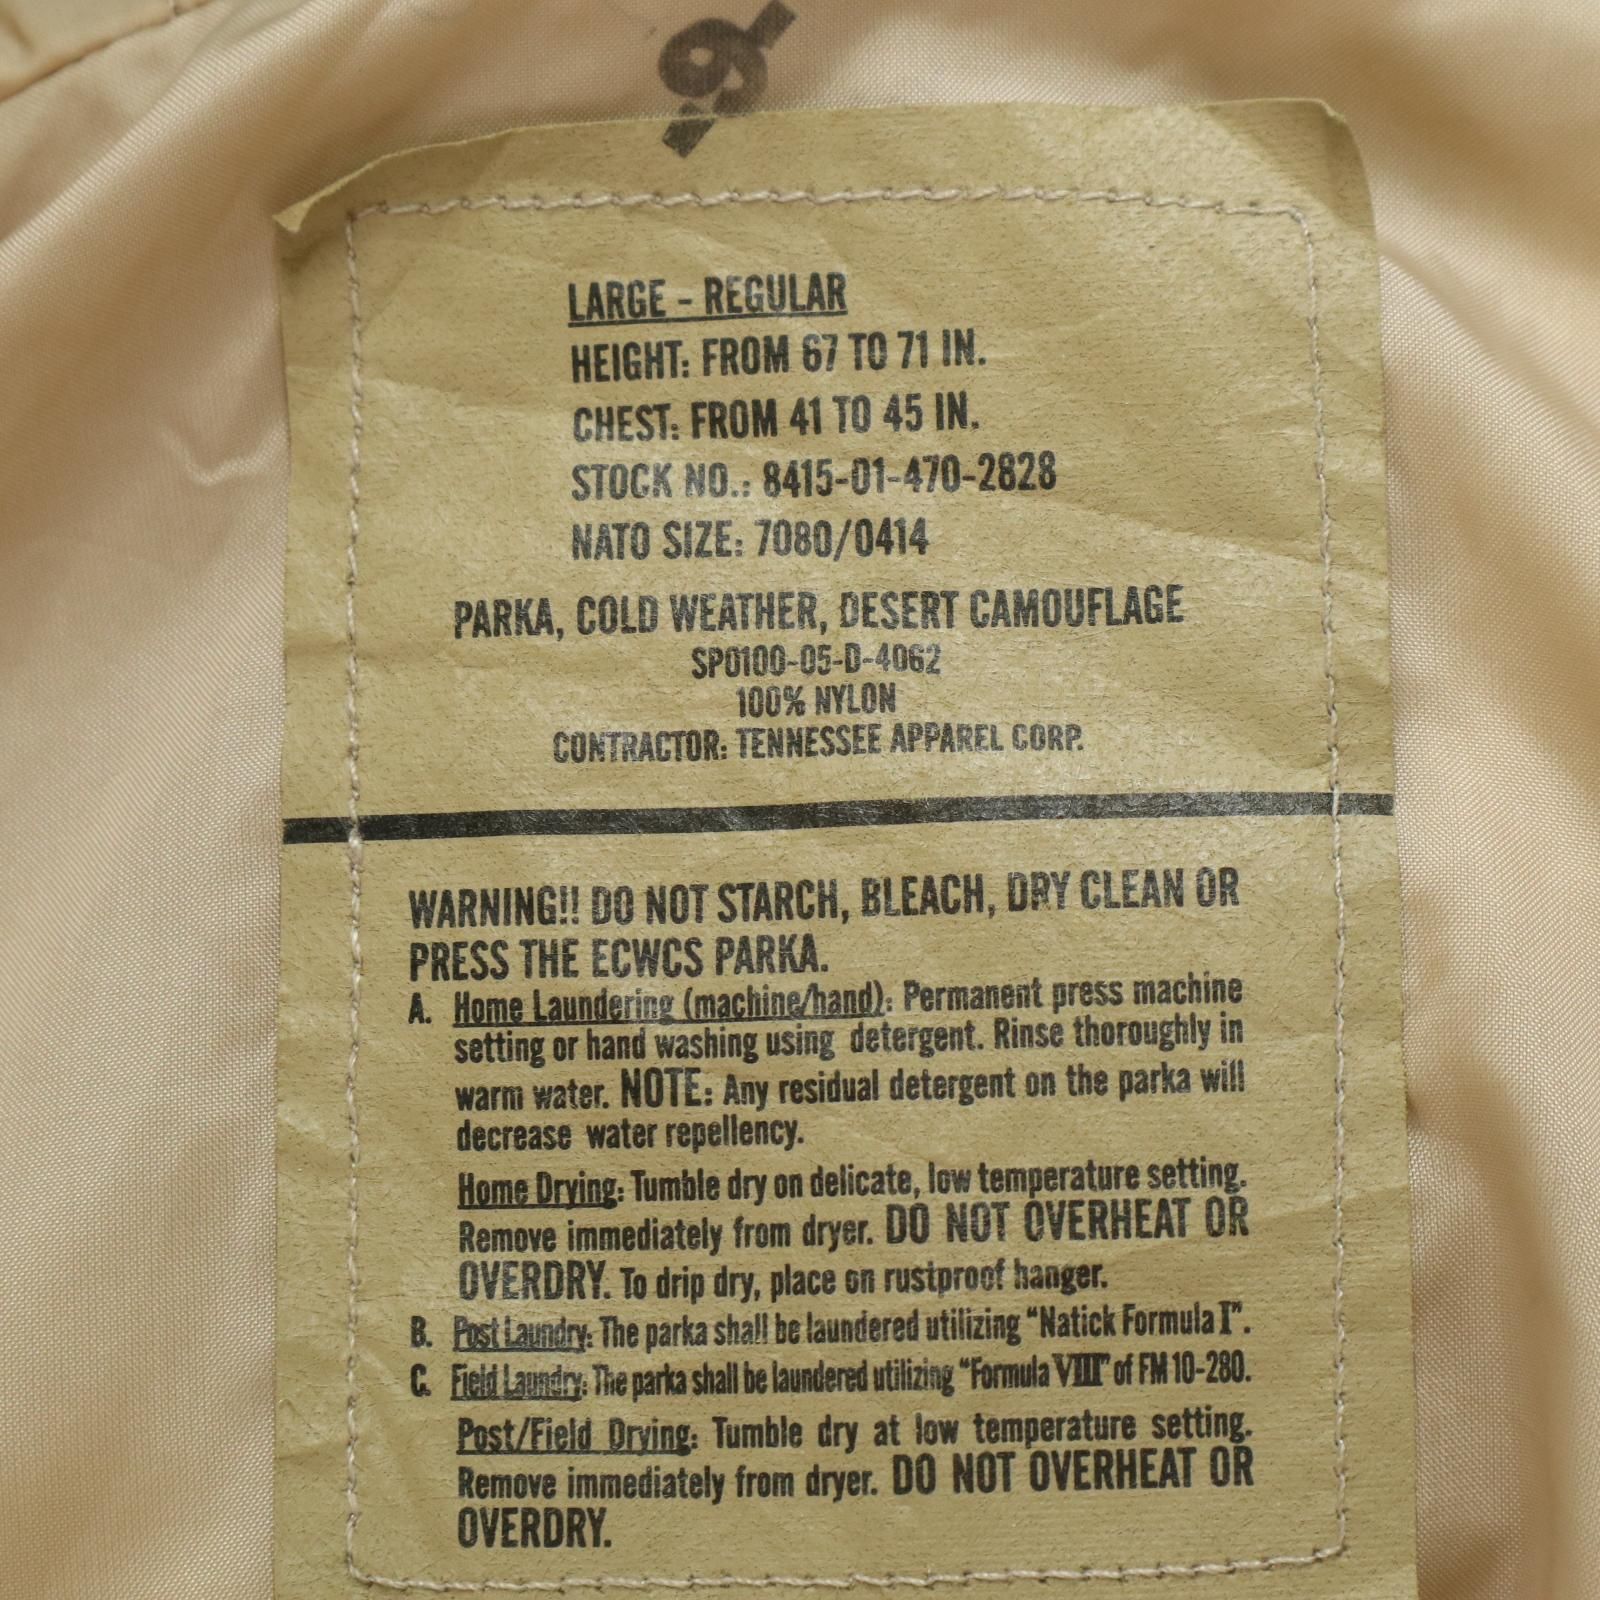 -9-
LARGE - REGULAR
HEIGHT: FROM 67 TO 71 IN.
CHEST: FROM 41 TO 45 IN.
STOCK NO.: 8415-01-470-2828
NATO SIZE: 7080/0414
PARKA, COLD WEATHER, DESERT CAMOUFLAGE
SP0100-05-D-4062
100% NYLON
CONTRACTOR: TENNESSEE APPAREL CORP.
WARNING!! DO NOT STARCH, BLEACH, DRY CLEAN OR
PRESS THE ECWCS PARKA.
A. Home Laundering (machine/hand): Permanent press machine
setting or hand washing using detergent. Rinse thoroughly in
warm water. NOTE: Any residual detergent on the parka will
decrease water repellency.
Home Drying: Tumble dry on delicate, low temperature setting.
Remove immediately from dryer. DO NOT OVERHEAT OR
OVERDRY. To drip dry, place on rustproof hanger.
B. Post Laundry: The parka shall be laundered utilizing “Natick Formula I”.
C. Field Laundry: The parka shall be laundered utilizing “Formula VIII” of FM 10-280.
Post/Field Drying: Tumble dry at low temperature setting.
Remove immediately from dryer. DO NOT OVERHEAT OR
OVERDRY.